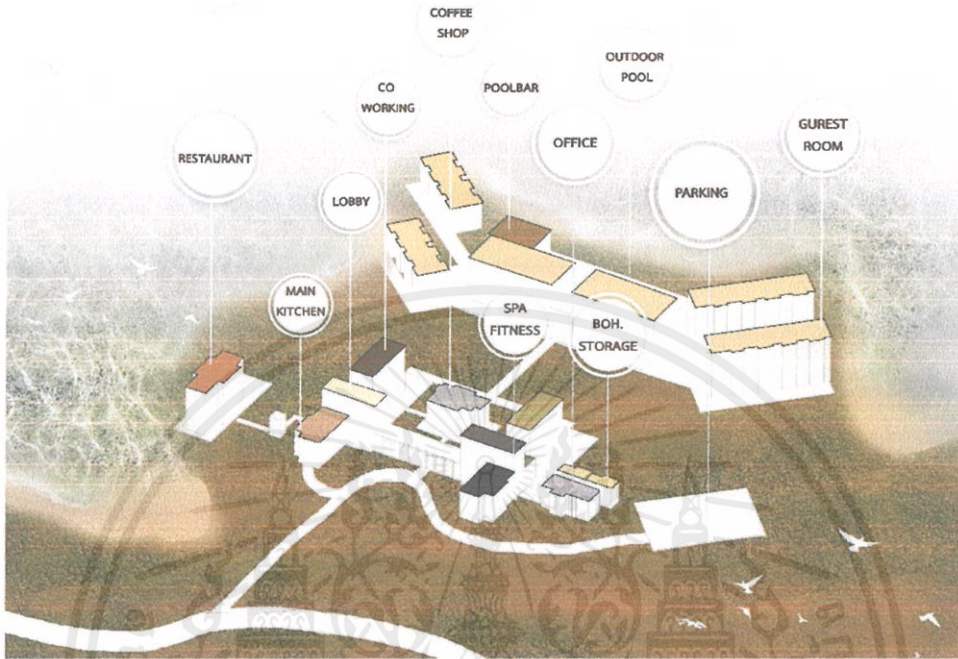 COFFEE
SHOP
OUTDOOR
POOL
CO
WORKING
POOLBAR
GUREST
ROOM
OFFICE
RESTAURANT
PARKING
LOBBY
MAIN
KITCHEN
SPA
FITNESS
BOH.
STORAGE